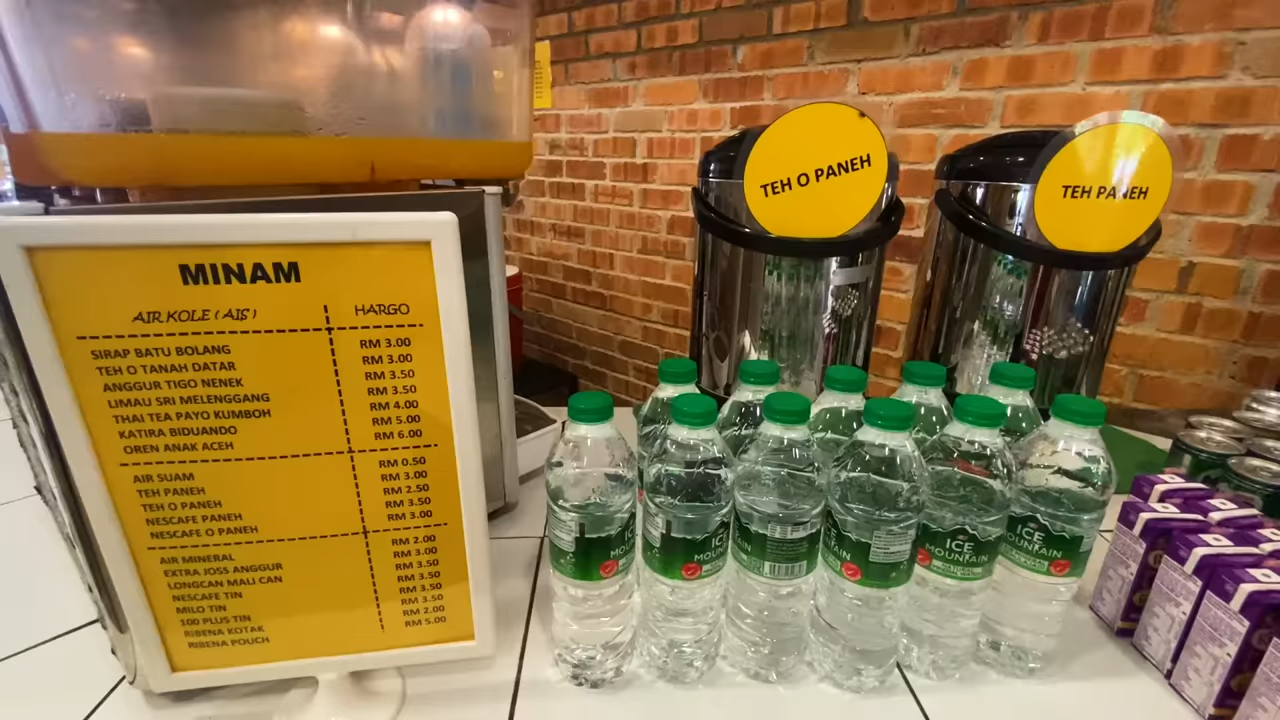 MINAM
AIR KOLE ( AIS ) HARGO
SIRAP BATU BOLANG RM 3.00
TEH O TANAH DATAR RM 3.00
ANGGUR TIGO NENEK RM 3.50
LIMAU SRI MELENGGANG RM 3.50
THAI TEA PAYO KUMBOH RM 4.00
KATIRA BIDUANDO RM 5.00
OREN ANAK ACEH RM 6.00
AIR SUAM RM 0.50
TEH PANEH RM 3.00
TEH O PANEH RM 2.50
NESCAFE PANEH RM 3.50
NESCAFE O PANEH RM 3.00
AIR MINERAL RM 2.00
EXTRA JOSS ANGGUR RM 3.00
LONGCAN MALI CAN RM 3.50
NESCAFE TIN RM 3.50
MILO TIN RM 3.50
100 PLUS TIN RM 3.50
RIBENA KOTAK RM 2.00
RIBENA POUCH RM 5.00
TEH O PANEH
TEH PANEH
ICE
MOUNTAIN
ICE
MOUNTAIN
NATURAL
ICE
MOUNTAIN